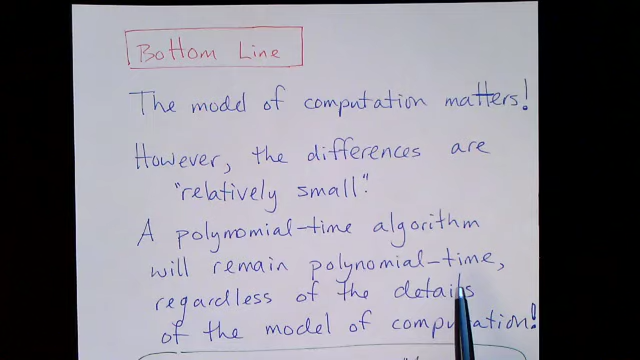 Bottom Line
The model of computation matters!
However, the differences are
"relatively small".
A polynomial-time algorithm
will remain polynomial-time,
regardless of the details
of the model of computation!